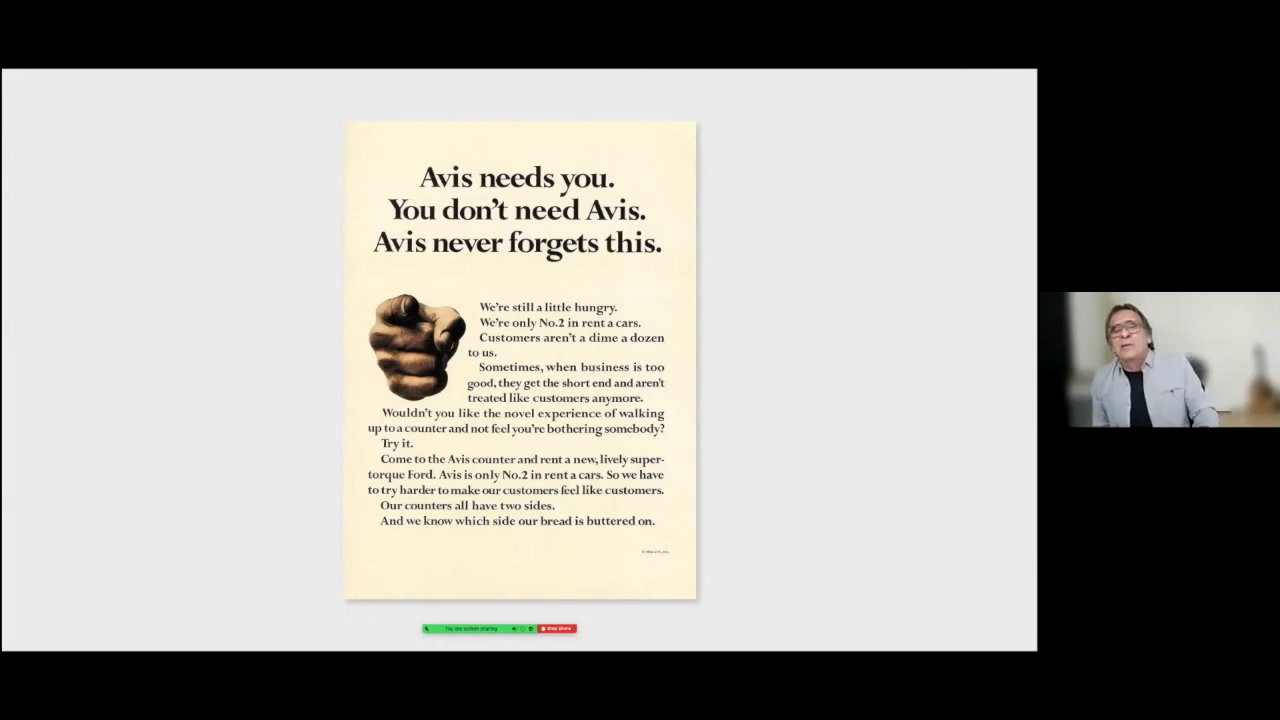 Avis needs you.
You don't need Avis.
Avis never forgets this.
We're still a little hungry.
We're only No.2 in rent a cars.
Customers aren't a dime a dozen
to us.
Sometimes, when business is too
good, they get the short end and aren't
treated like customers anymore.
Wouldn't you like the novel experience of walking
up to a counter and not feel you're bothering somebody?
Try it.
Come to the Avis counter and rent a new, lively super-
torque Ford. Avis is only No.2 in rent a cars. So we have
to try harder to make our customers feel like customers.
Our counters all have two sides.
And we know which side our bread is buttered on.
You are screen sharing
Stop Share